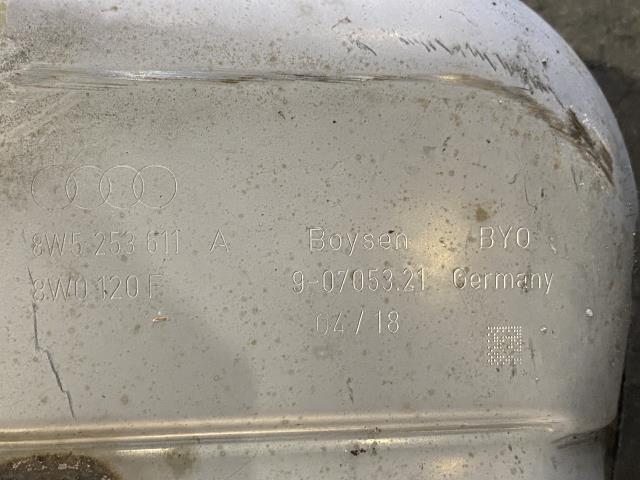 8W5 253 611 A Boysen BYO
8W0 120 F 9-07053.21 Germany
04/18